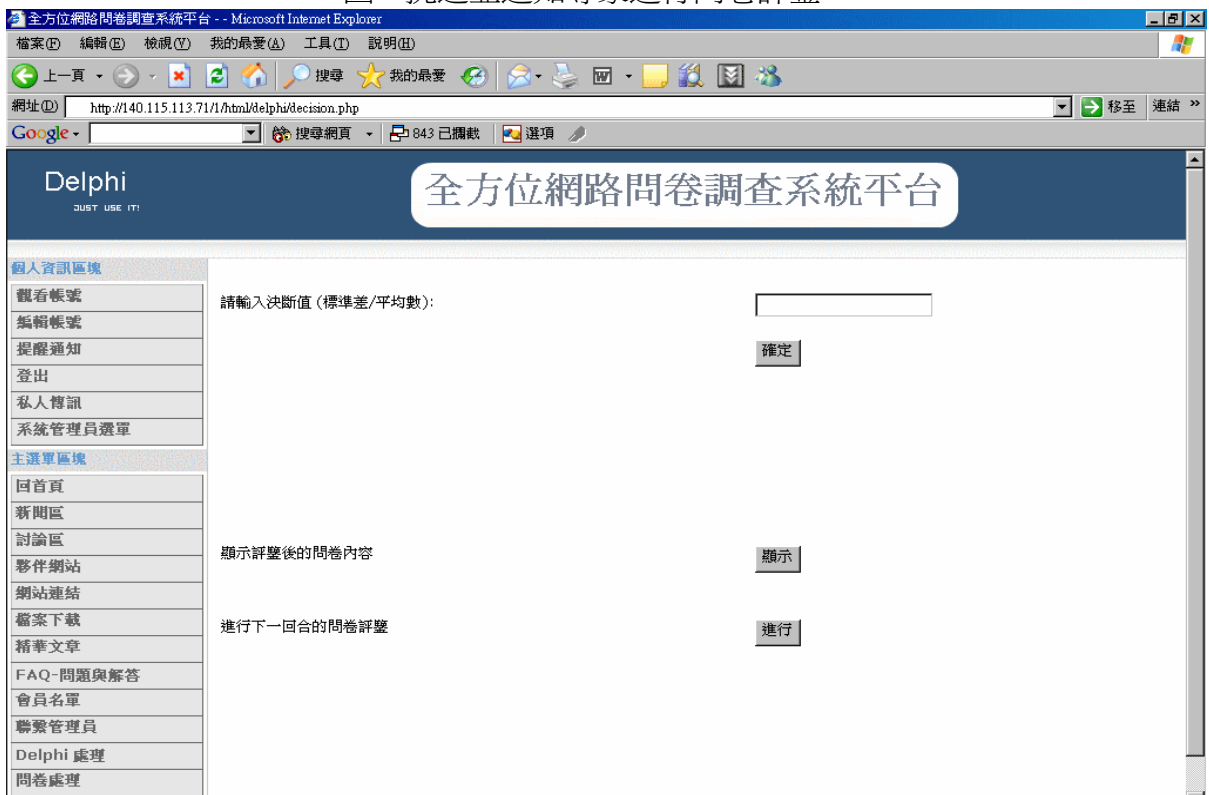 全方位網路問卷調查系統平台 - - Microsoft Internet Explorer
檔案(F) 編輯(E) 檢視(V) 我的最愛(A) 工具(T) 說明(H)
上一頁 搜尋 我的最愛
網址(D) http://140.115.113.71/1/html/delphi/decision.php 移至 連結 »
Google 搜尋網頁 843 已攔截 選項
Delphi
JUST USE IT!
全方位網路問卷調查系統平台
個人資訊區塊
觀看帳號
編輯帳號
提醒通知
登出
私人傳訊
系統管理員選單
主選單區塊
回首頁
新聞區
討論區
夥伴網站
網站連結
檔案下載
精華文章
FAQ-問題與解答
會員名單
聯繫管理員
Delphi 處理
問卷處理
請輸入決斷值 (標準差/平均數):
確定
顯示評鑒後的問卷內容
顯示
進行下一回合的問卷評鑒
進行